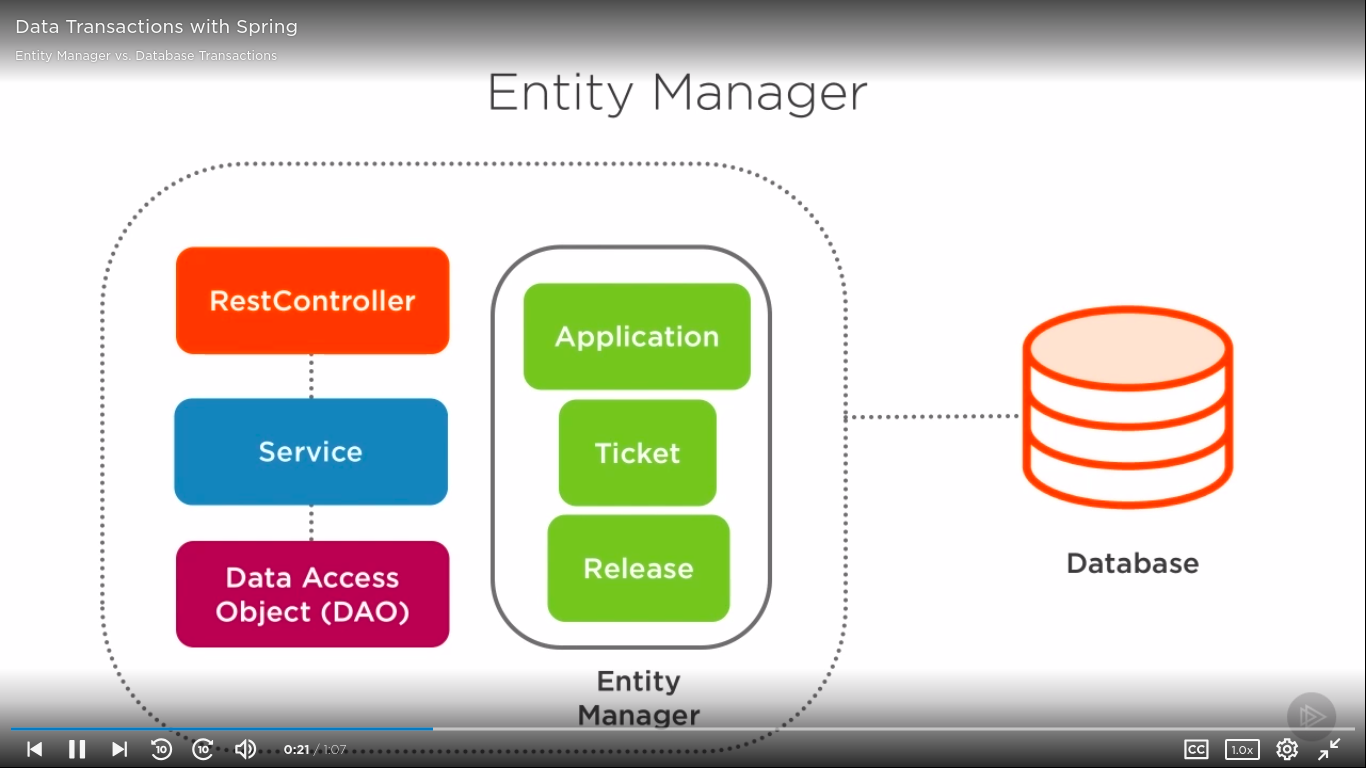 Data Transactions with Spring
Entity Manager vs. Database Transactions
Entity Manager
RestController
Service
Data Access
Object (DAO)
Application
Ticket
Release
Entity
Manager
Database
10
10
0:21 / 1:07
CC
1.0x